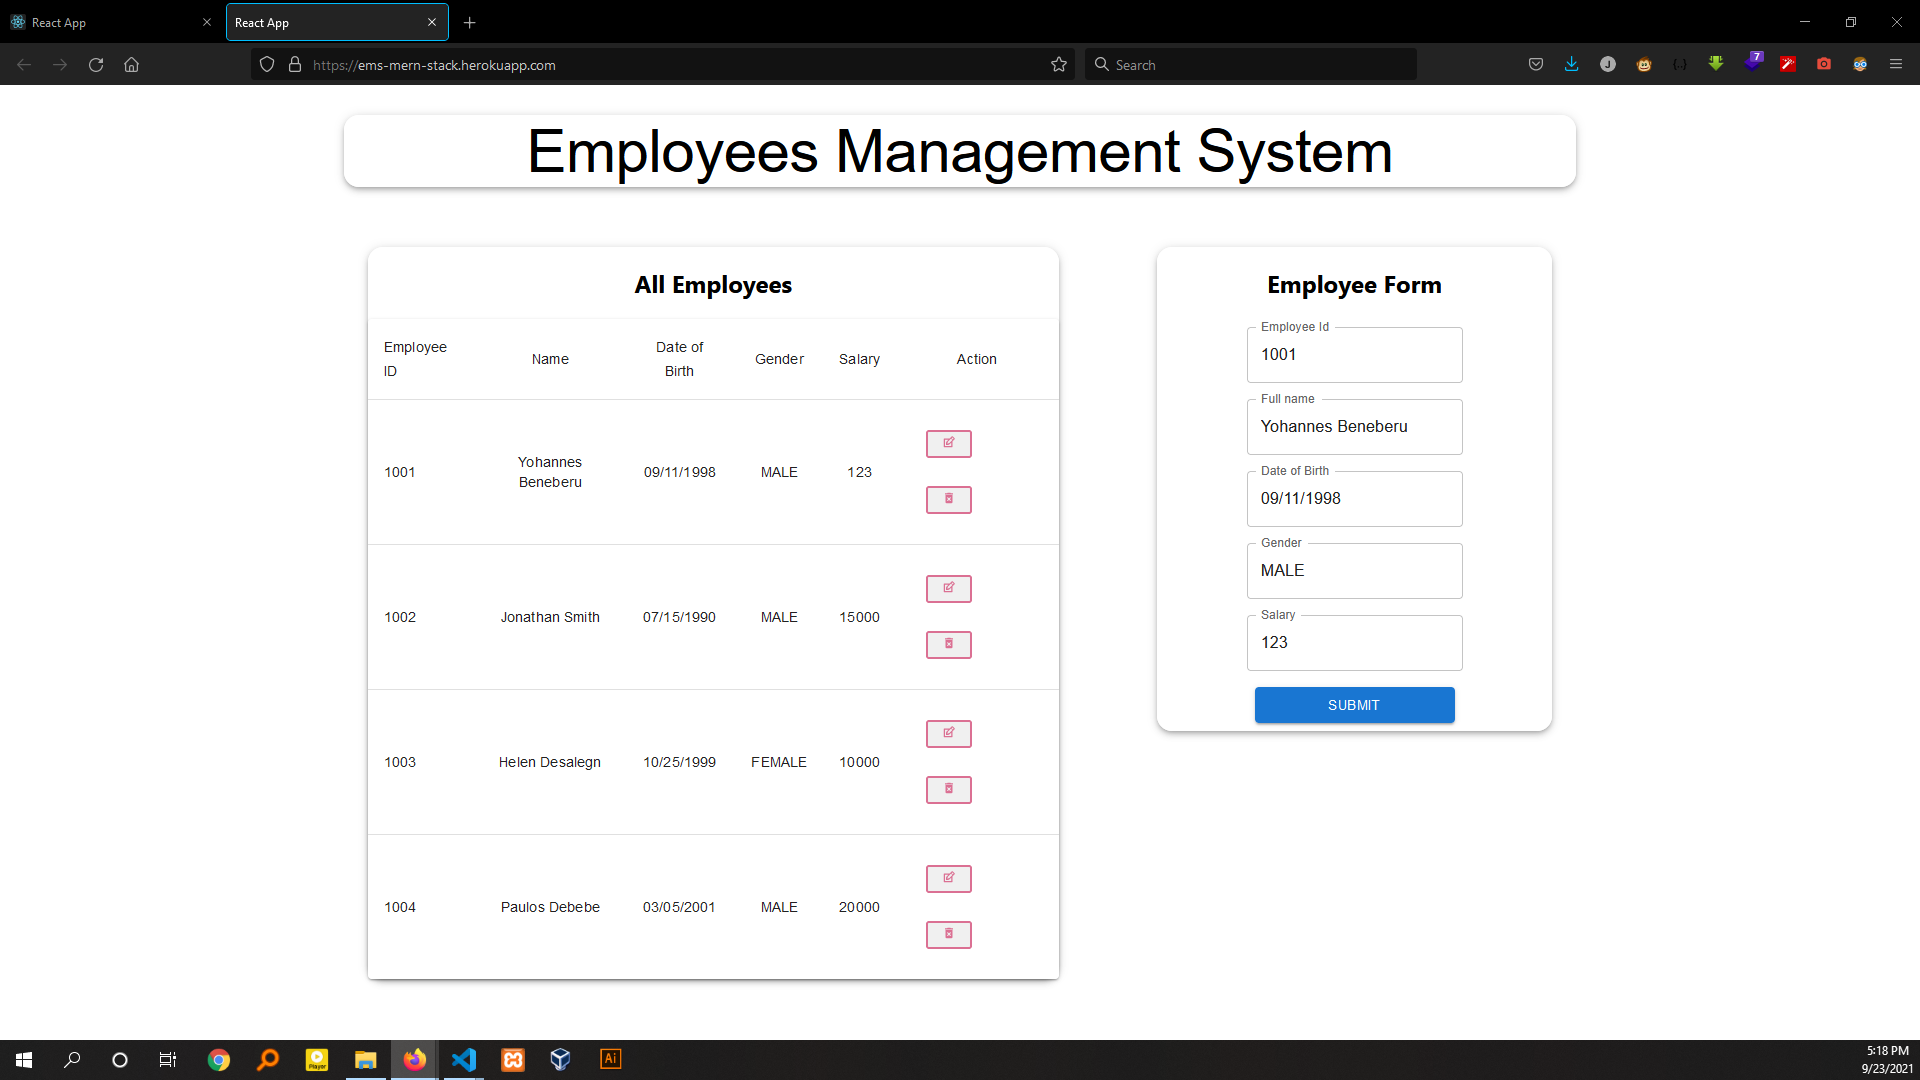 React App
React App
https://ems-mern-stack.herokuapp.com
Search
J
{..}
7
Employees Management System
All Employees
Employee ID
Name
Date of Birth
Gender
Salary
Action
1001
Yohannes Beneberu
09/11/1998
MALE
123
1002
Jonathan Smith
07/15/1990
MALE
15000
1003
Helen Desalegn
10/25/1999
FEMALE
10000
1004
Paulos Debebe
03/05/2001
MALE
20000
Employee Form
Employee Id
1001
Full name
Yohannes Beneberu
Date of Birth
09/11/1998
Gender
MALE
Salary
123
SUBMIT
Player
Ai
5:18 PM
9/23/2021